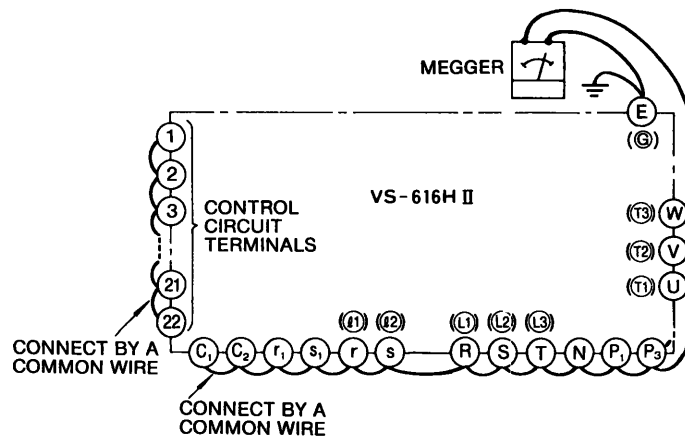 MEGGER
E
(G)
1
2
3
21
22
CONTROL
CIRCUIT
TERMINALS
VS-616H II
(T3) W
(T2) V
(T1) U
(ℓ1) (ℓ2) (L1) (L2) (L3)
C₁ C₂ r₁ s₁ r s R S T N P₁ P₃
CONNECT BY A
COMMON WIRE
CONNECT BY A
COMMON WIRE